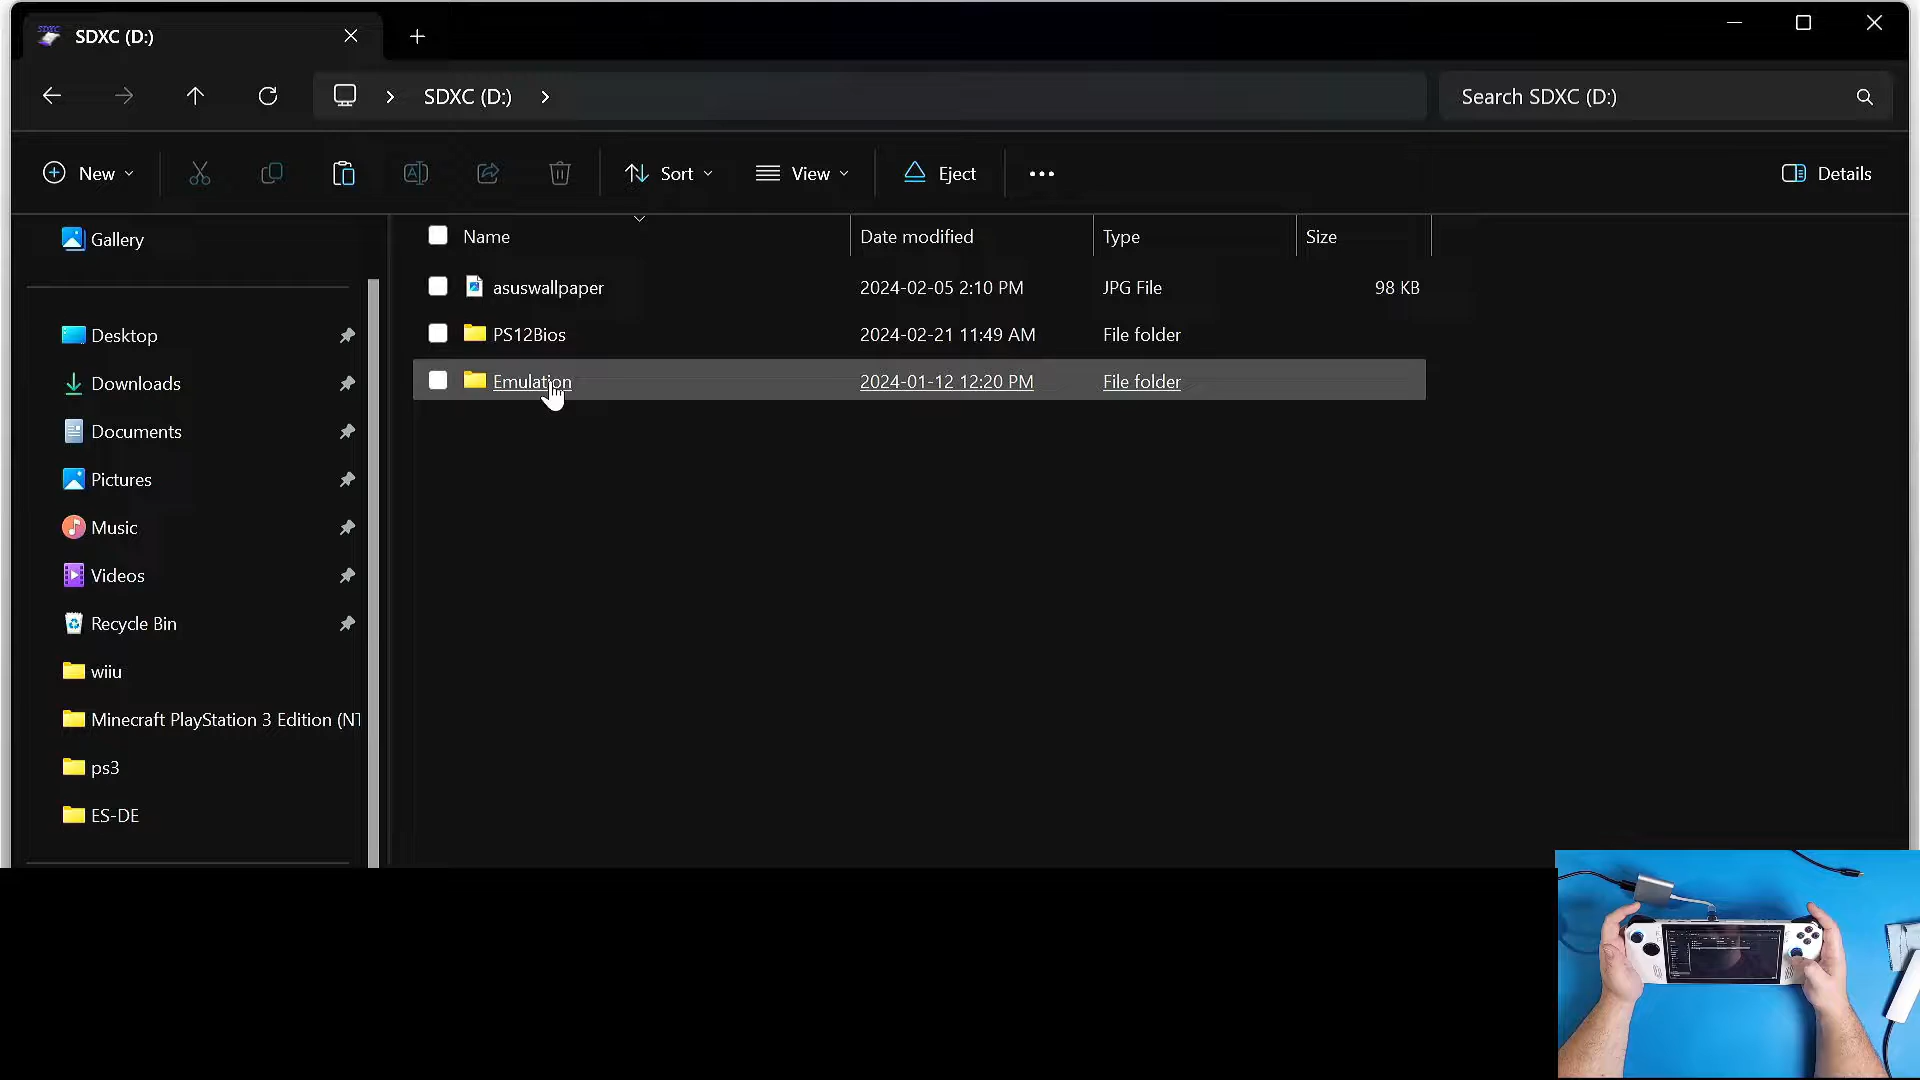 SDXC (D:)
SDXC (D:)
Search SDXC (D:)
New
Sort
View
Eject
Details
Gallery
Desktop
Downloads
Documents
Pictures
Music
Videos
Recycle Bin
wiiu
Minecraft PlayStation 3 Edition (NT
ps3
ES-DE
Name Date modified Type Size
asuswallpaper 2024-02-05 2:10 PM JPG File 98 KB
PS12Bios 2024-02-21 11:49 AM File folder
Emulation 2024-01-12 12:20 PM File folder